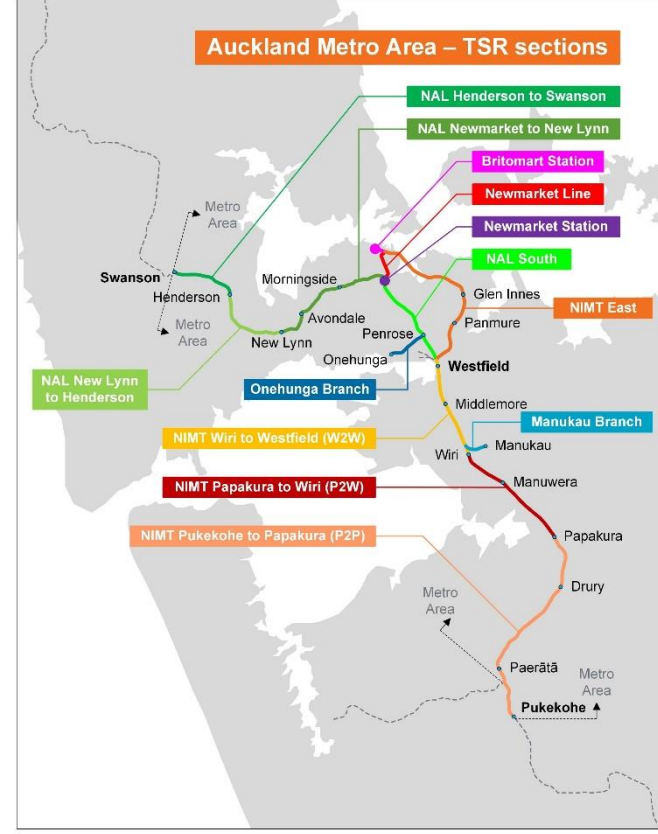 Auckland Metro Area – TSR sections
NAL Henderson to Swanson
NAL Newmarket to New Lynn
Britomart Station
Newmarket Line
Newmarket Station
NAL South
Metro
Area
Swanson
Henderson
Metro
Area
Morningside
Avondale
New Lynn
Glen Innes
NIMT East
Panmure
Penrose
Onehunga
Westfield
NAL New Lynn
to Henderson
Onehunga Branch
Middlemore
Manukau Branch
NIMT Wiri to Westfield (W2W)
Manukau
Wiri
NIMT Papakura to Wiri (P2W)
Manuwera
NIMT Pukekohe to Papakura (P2P)
Papakura
Drury
Metro
Area
Paerātā
Metro
Area
Pukekohe